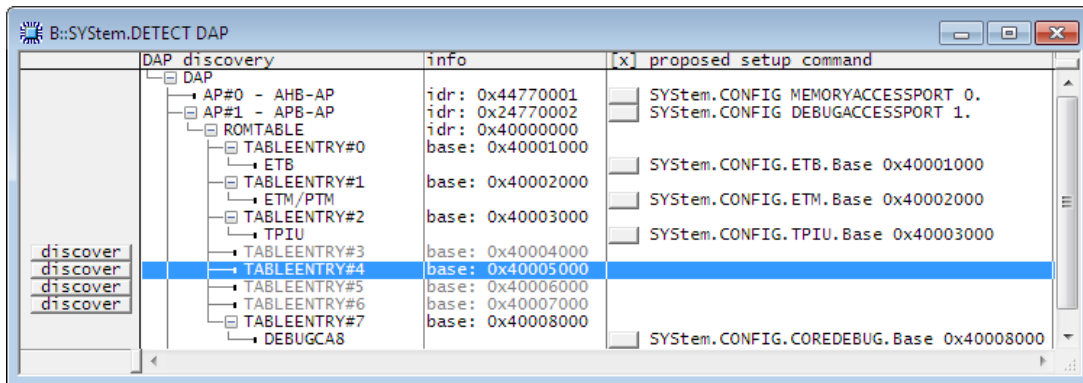 B::SYStem.DETECT DAP
DAP discovery info [x] proposed setup command
DAP
AP#0 - AHB-AP idr: 0x44770001 SYStem.CONFIG MEMORYACCESSPORT 0.
AP#1 - APB-AP idr: 0x24770002 SYStem.CONFIG DEBUGACCESSPORT 1.
ROMTABLE idr: 0x40000000
TABLEENTRY#0 base: 0x40001000
ETB SYStem.CONFIG.ETB.Base 0x40001000
TABLEENTRY#1 base: 0x40002000
ETM/PTM SYStem.CONFIG.ETM.Base 0x40002000
TABLEENTRY#2 base: 0x40003000
TPIU SYStem.CONFIG.TPIU.Base 0x40003000
discover TABLEENTRY#3 base: 0x40004000
discover TABLEENTRY#4 base: 0x40005000
discover TABLEENTRY#5 base: 0x40006000
discover TABLEENTRY#6 base: 0x40007000
TABLEENTRY#7 base: 0x40008000
DEBUGCA8 SYStem.CONFIG.COREDEBUG.Base 0x40008000